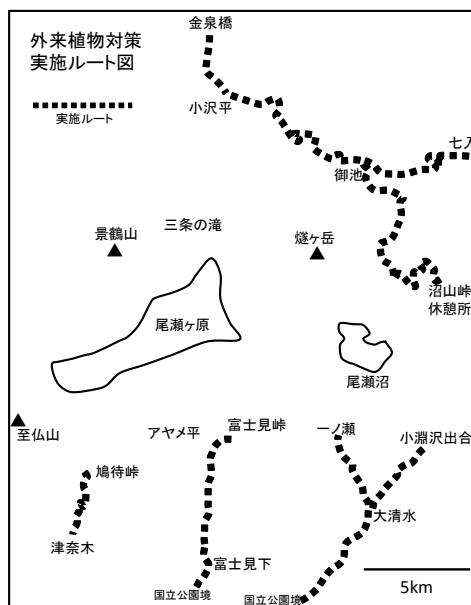 外来植物対策
実施ルート図
実施ルート
金泉橋
小沢平
七入
御池
三条の滝
景鶴山
燧ヶ岳
沼山峠
休憩所
尾瀬ヶ原
尾瀬沼
至仏山
アヤメ平
富士見峠
一ノ瀬
小淵沢出合
鳩待峠
大清水
津奈木
富士見下
国立公園境
国立公園境
5km